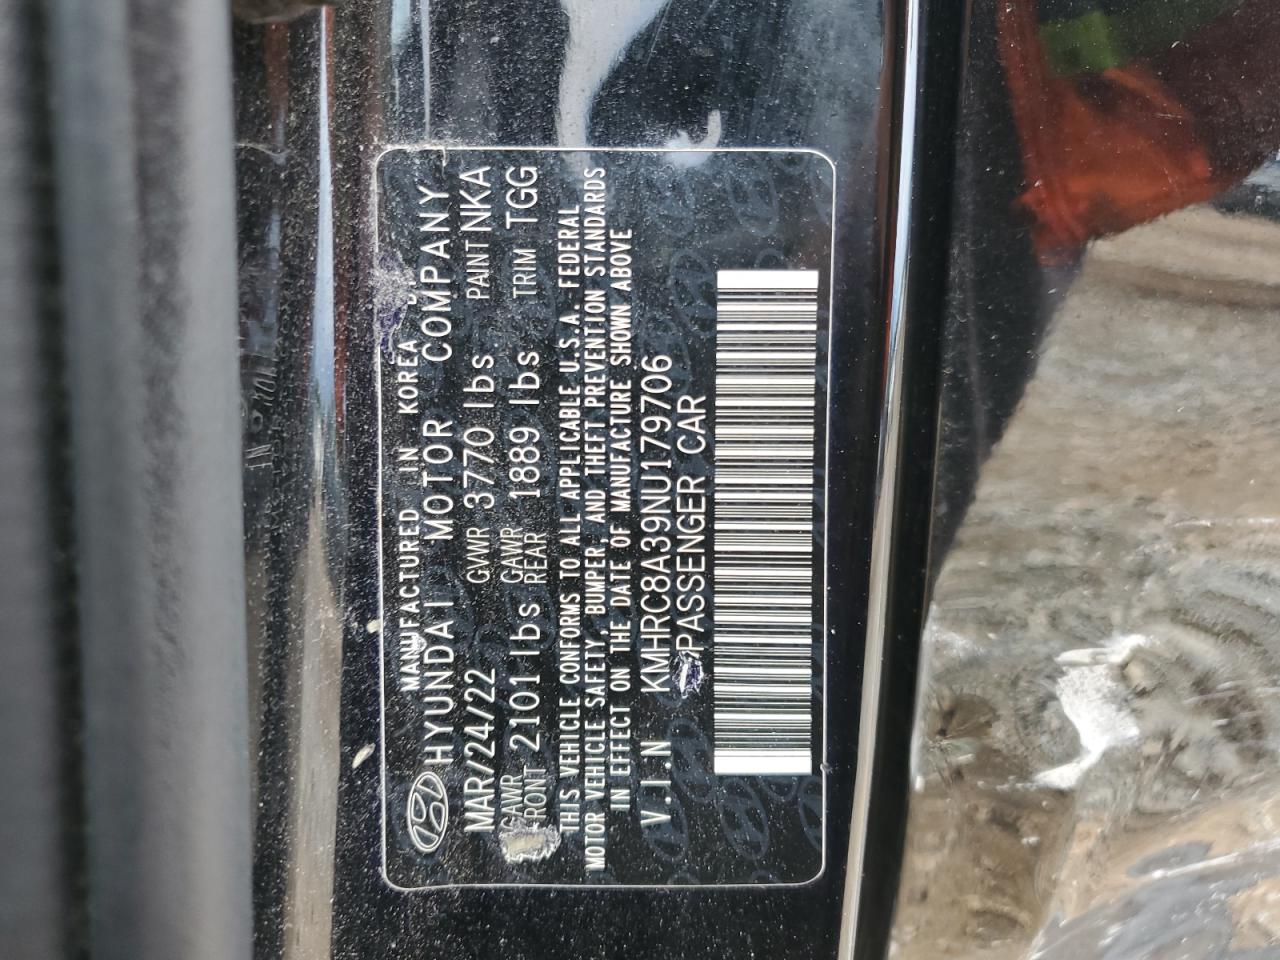 MANUFACTURED IN KOREA
HYUNDAI MOTOR COMPANY
MAR/24/22 GVWR 3770 lbs PAINT NKA
GAWR FRONT 2101 lbs GAWR REAR 1889 lbs TRIM TGG
THIS VEHICLE CONFORMS TO ALL APPLICABLE U.S.A. FEDERAL
MOTOR VEHICLE SAFETY, BUMPER, AND THEFT PREVENTION STANDARDS
IN EFFECT ON THE DATE OF MANUFACTURE SHOWN ABOVE
V.I.N KMHRC8A39NU179706
PASSENGER CAR